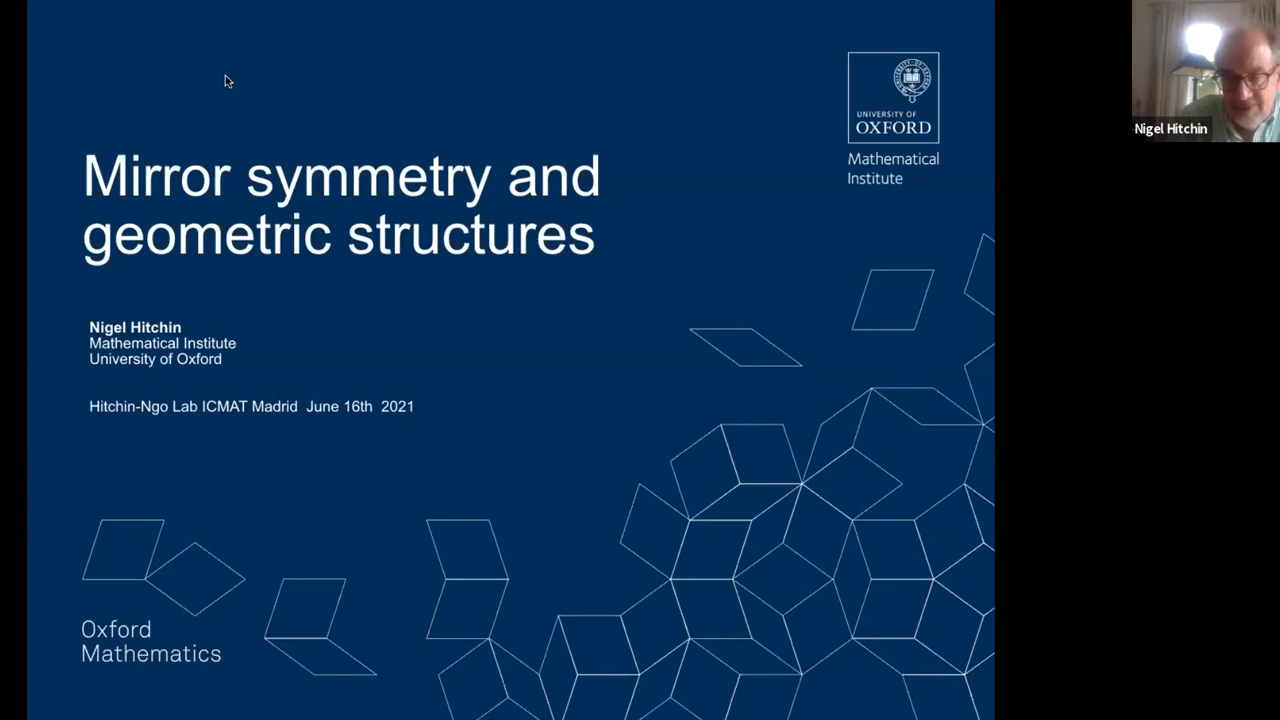 UNIVERSITY OF
OXFORD
Mathematical
Institute
Nigel Hitchin
Mirror symmetry and
geometric structures
Nigel Hitchin
Mathematical Institute
University of Oxford
Hitchin-Ngo Lab ICMAT Madrid June 16th 2021
Oxford
Mathematics